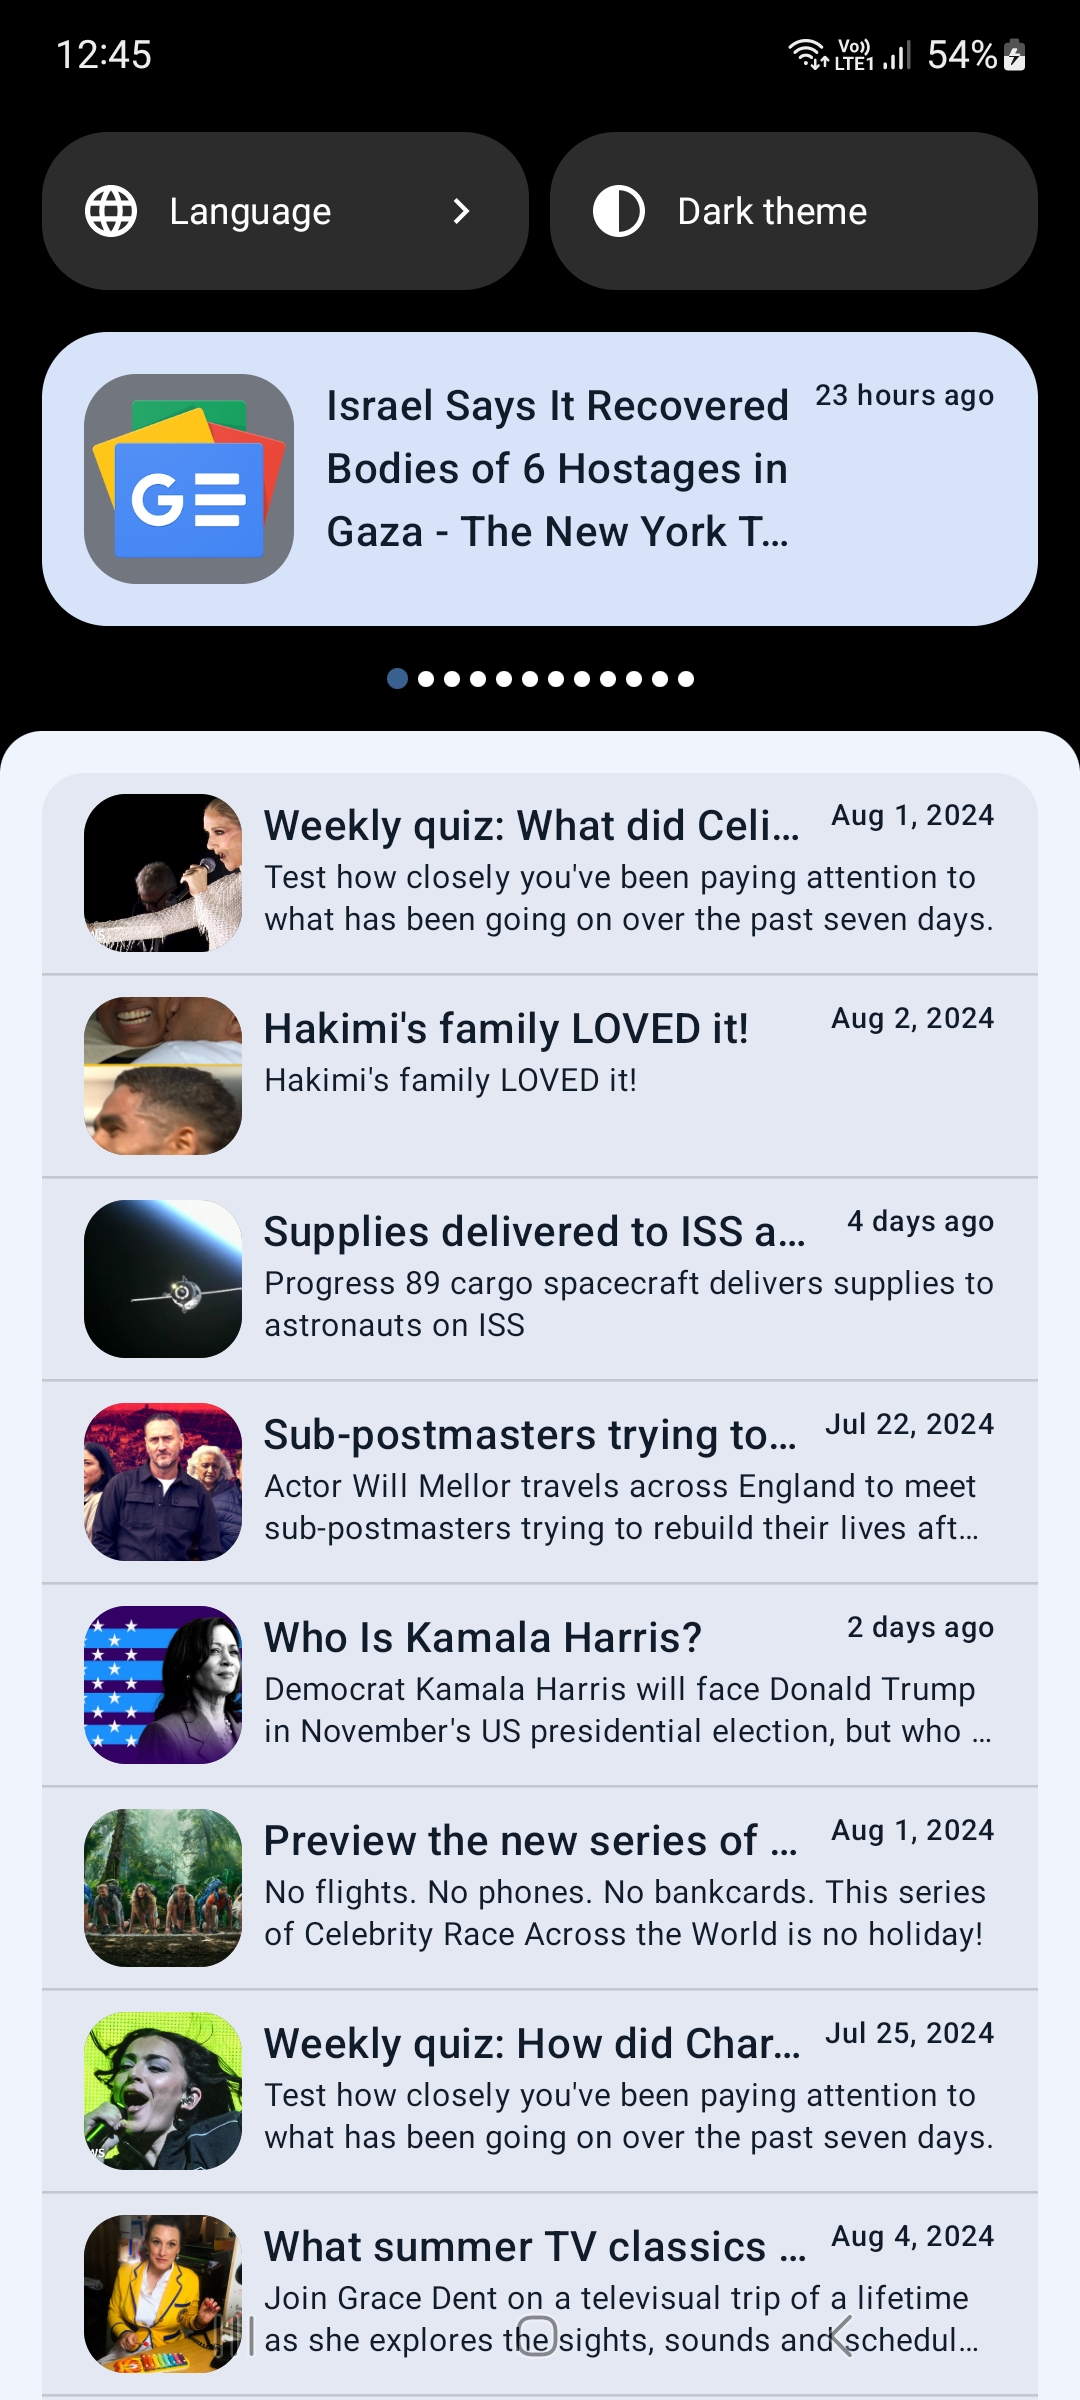 12:45
Vo))
LTE1
54%
Language
Dark theme
Israel Says It Recovered
23 hours ago
Bodies of 6 Hostages in
Gaza - The New York T...
G
Weekly quiz: What did Celi...
Aug 1, 2024
Test how closely you've been paying attention to
what has been going on over the past seven days.
Hakimi's family LOVED it!
Aug 2, 2024
Hakimi's family LOVED it!
Supplies delivered to ISS a...
4 days ago
Progress 89 cargo spacecraft delivers supplies to
astronauts on ISS
Sub-postmasters trying to...
Jul 22, 2024
Actor Will Mellor travels across England to meet
sub-postmasters trying to rebuild their lives aft...
Who Is Kamala Harris?
2 days ago
Democrat Kamala Harris will face Donald Trump
in November's US presidential election, but who ...
Preview the new series of ...
Aug 1, 2024
No flights. No phones. No bankcards. This series
of Celebrity Race Across the World is no holiday!
Weekly quiz: How did Char...
Jul 25, 2024
Test how closely you've been paying attention to
what has been going on over the past seven days.
What summer TV classics ...
Aug 4, 2024
Join Grace Dent on a televisual trip of a lifetime
as she explores the sights, sounds and schedul...